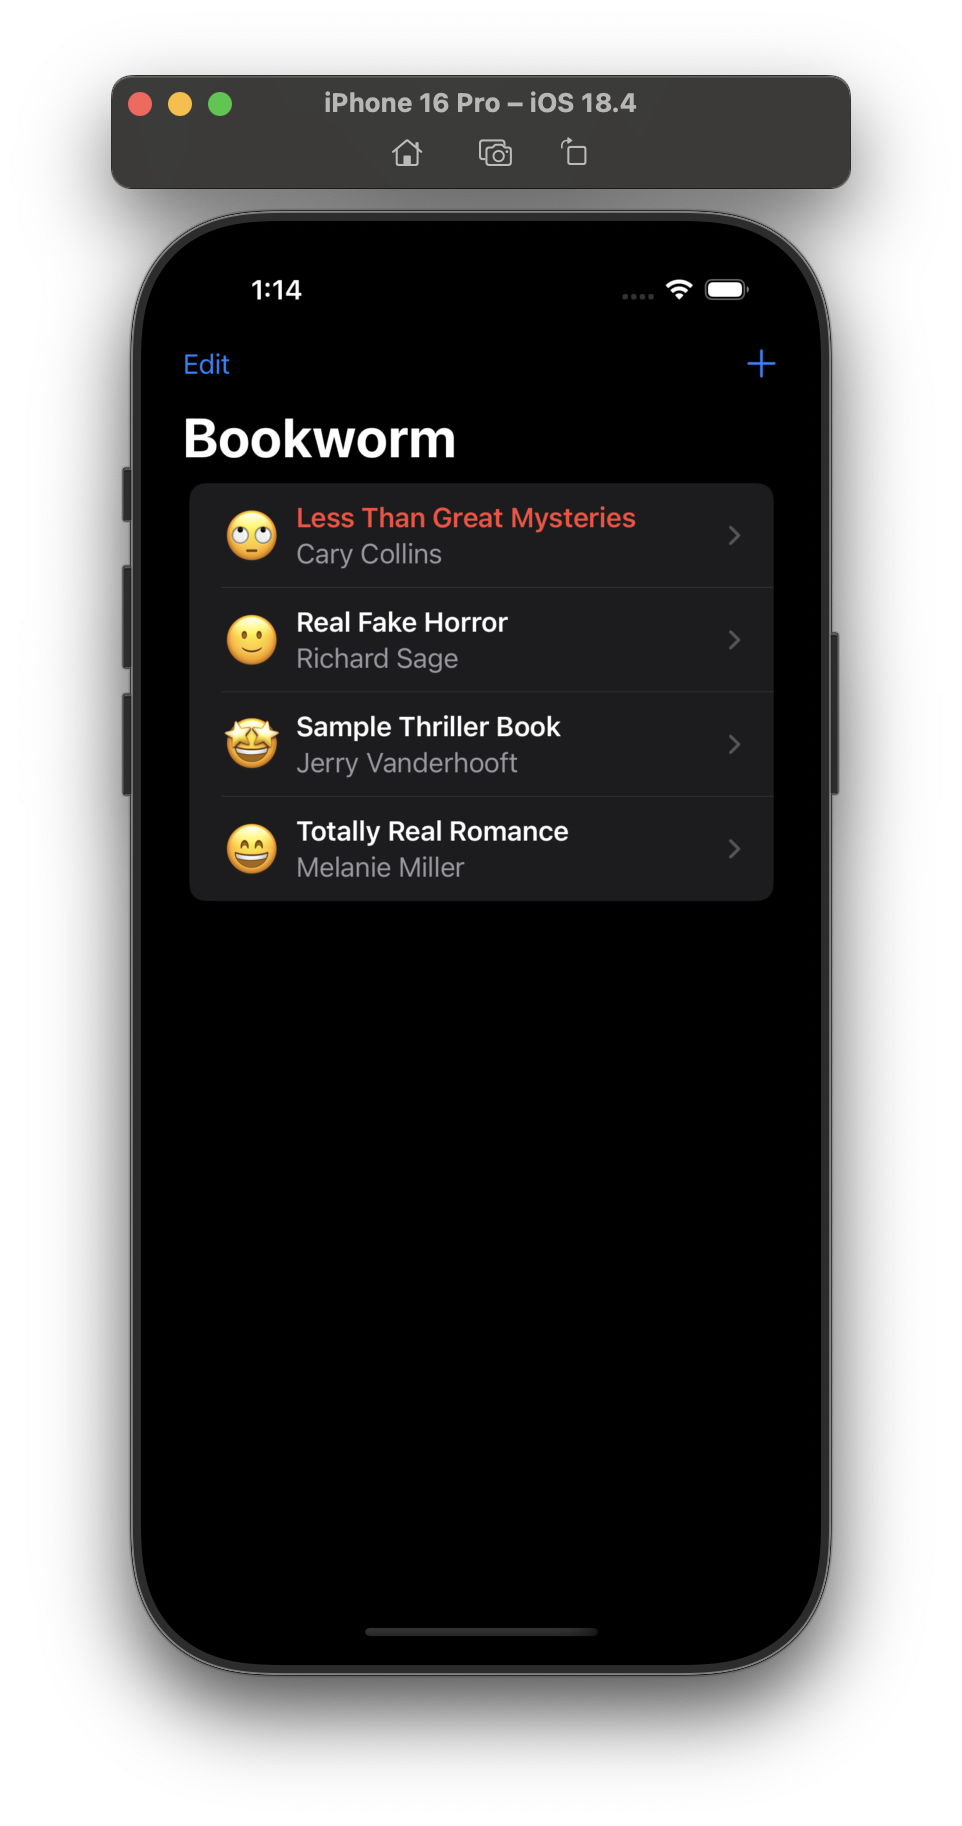 iPhone 16 Pro – iOS 18.4
1:14
Edit
Bookworm
Less Than Great Mysteries
Cary Collins
Real Fake Horror
Richard Sage
Sample Thriller Book
Jerry Vanderhooft
Totally Real Romance
Melanie Miller